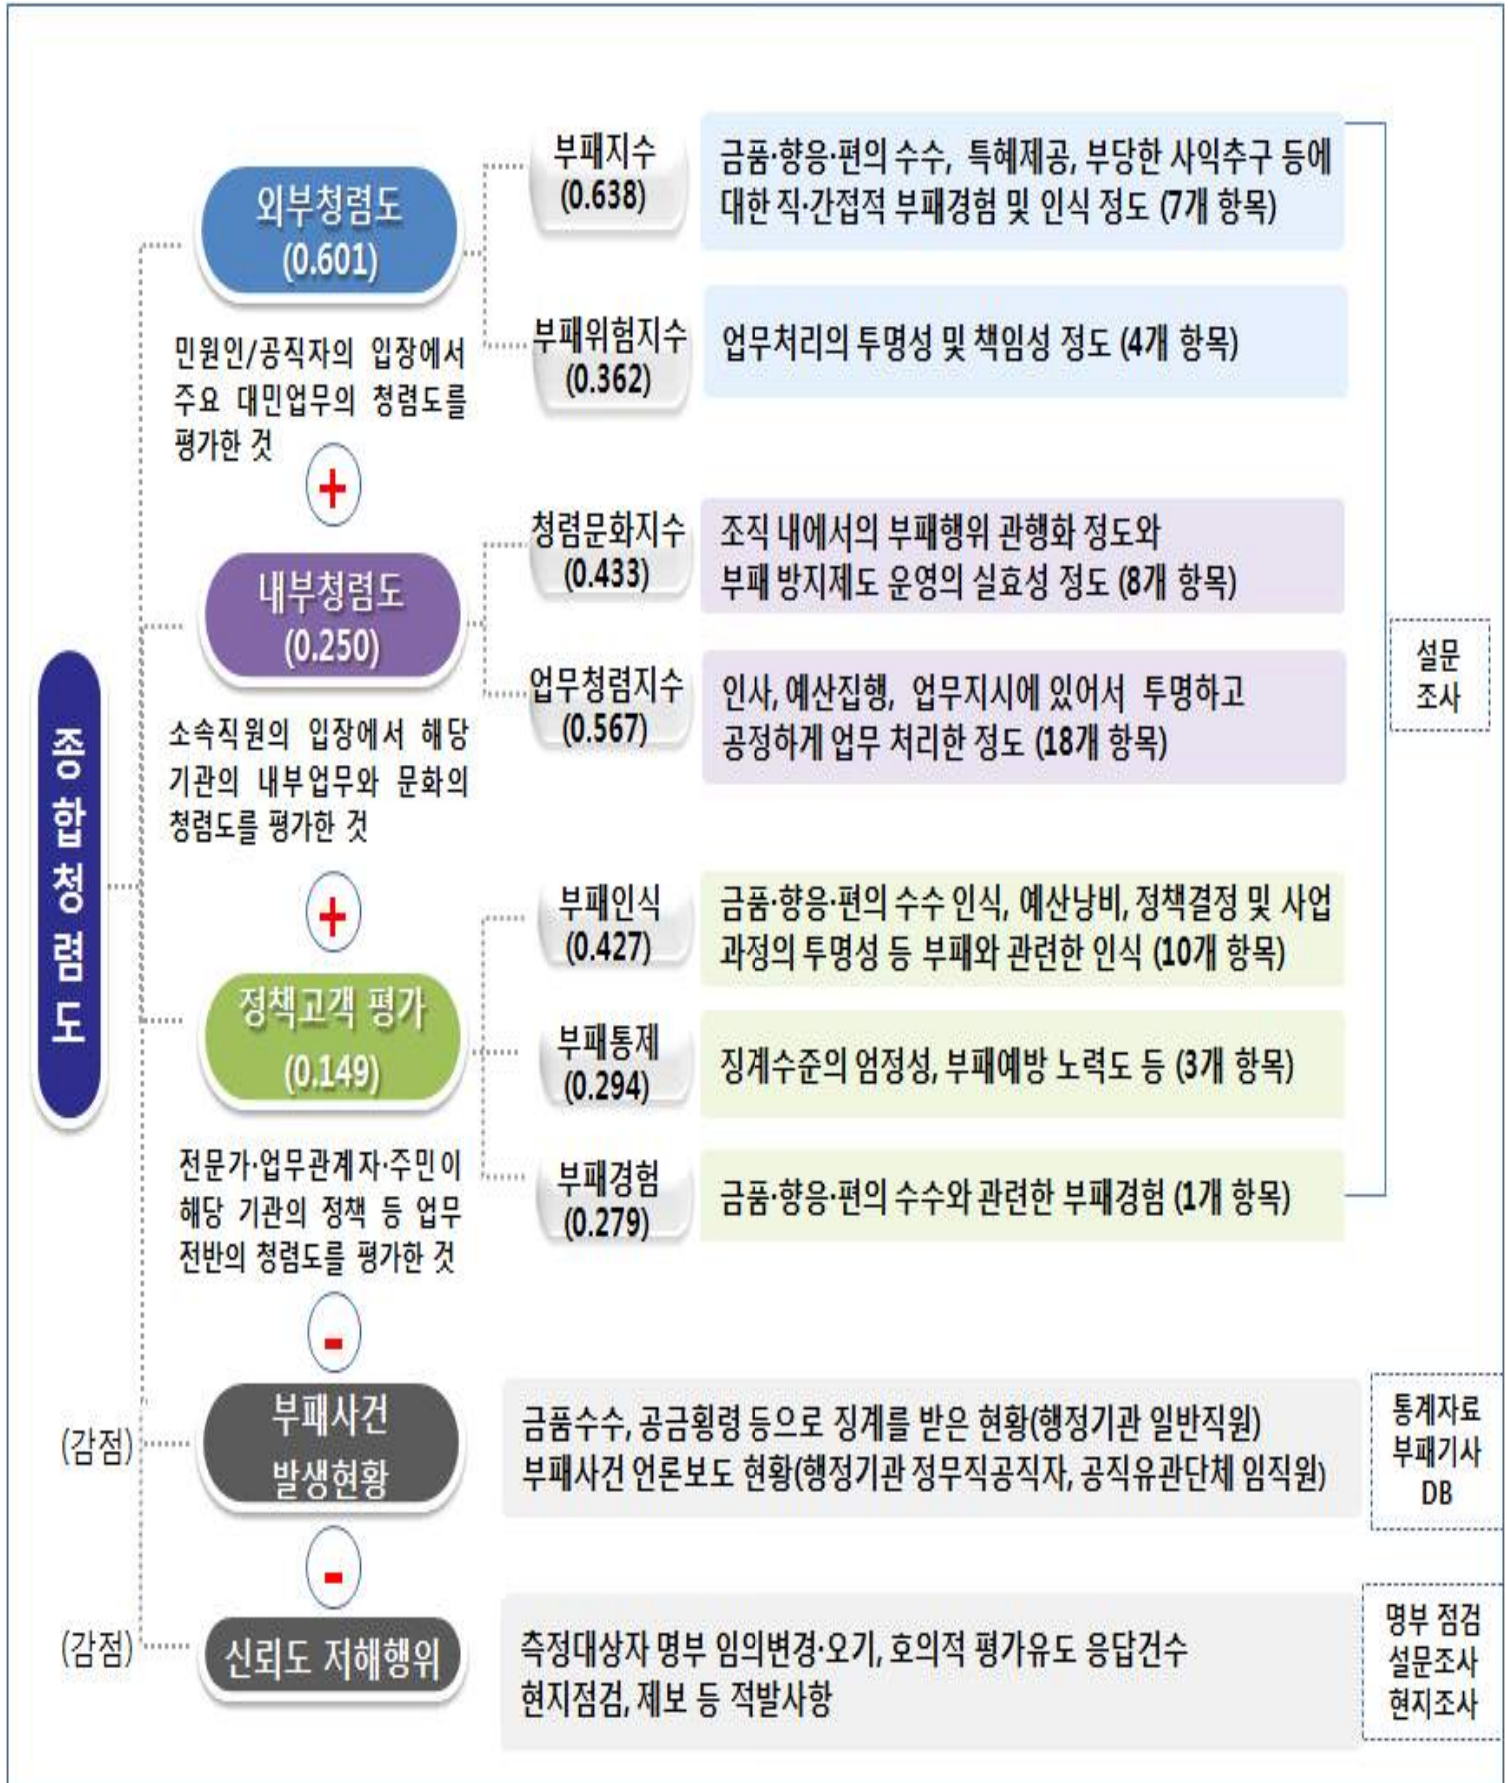 종합청렴도
외부청렴도
(0.601)
민원인/공직자의 입장에서
주요 대민업무의 청렴도를
평가한 것
부패지수
(0.638)
금품·향응·편의 수수, 특혜제공, 부당한 사익추구 등에
대한 직·간접적 부패경험 및 인식 정도 (7개 항목)
부패위험지수
(0.362)
업무처리의 투명성 및 책임성 정도 (4개 항목)
+
내부청렴도
(0.250)
소속직원의 입장에서 해당
기관의 내부업무와 문화의
청렴도를 평가한 것
청렴문화지수
(0.433)
조직 내에서의 부패행위 관행화 정도와
부패 방지제도 운영의 실효성 정도 (8개 항목)
업무청렴지수
(0.567)
인사, 예산집행, 업무지시에 있어서 투명하고
공정하게 업무 처리한 정도 (18개 항목)
+
정책고객 평가
(0.149)
전문가·업무관계자·주민이
해당 기관의 정책 등 업무
전반의 청렴도를 평가한 것
부패인식
(0.427)
금품·향응·편의 수수 인식, 예산낭비, 정책결정 및 사업
과정의 투명성 등 부패와 관련한 인식 (10개 항목)
부패통제
(0.294)
징계수준의 엄정성, 부패예방 노력도 등 (3개 항목)
부패경험
(0.279)
금품·향응·편의 수수와 관련한 부패경험 (1개 항목)
설문
조사
-
(감점)
부패사건
발생현황
금품수수, 공금횡령 등으로 징계를 받은 현황(행정기관 일반직원)
부패사건 언론보도 현황(행정기관 정무직공직자, 공직유관단체 임직원)
통계자료
부패기사
DB
-
(감점)
신뢰도 저해행위
측정대상자 명부 임의변경·오기, 호의적 평가유도 응답건수
현지점검, 제보 등 적발사항
명부 점검
설문조사
현지조사